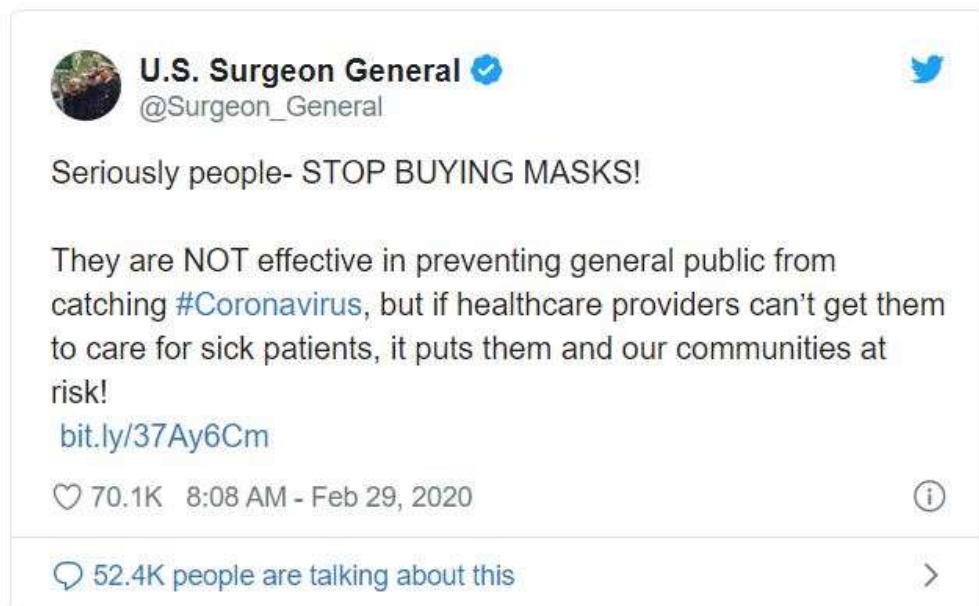 U.S. Surgeon General
@Surgeon_General
Seriously people- STOP BUYING MASKS!
They are NOT effective in preventing general public from
catching #Coronavirus, but if healthcare providers can’t get them
to care for sick patients, it puts them and our communities at
risk!
bit.ly/37Ay6Cm
70.1K 8:08 AM - Feb 29, 2020
52.4K people are talking about this